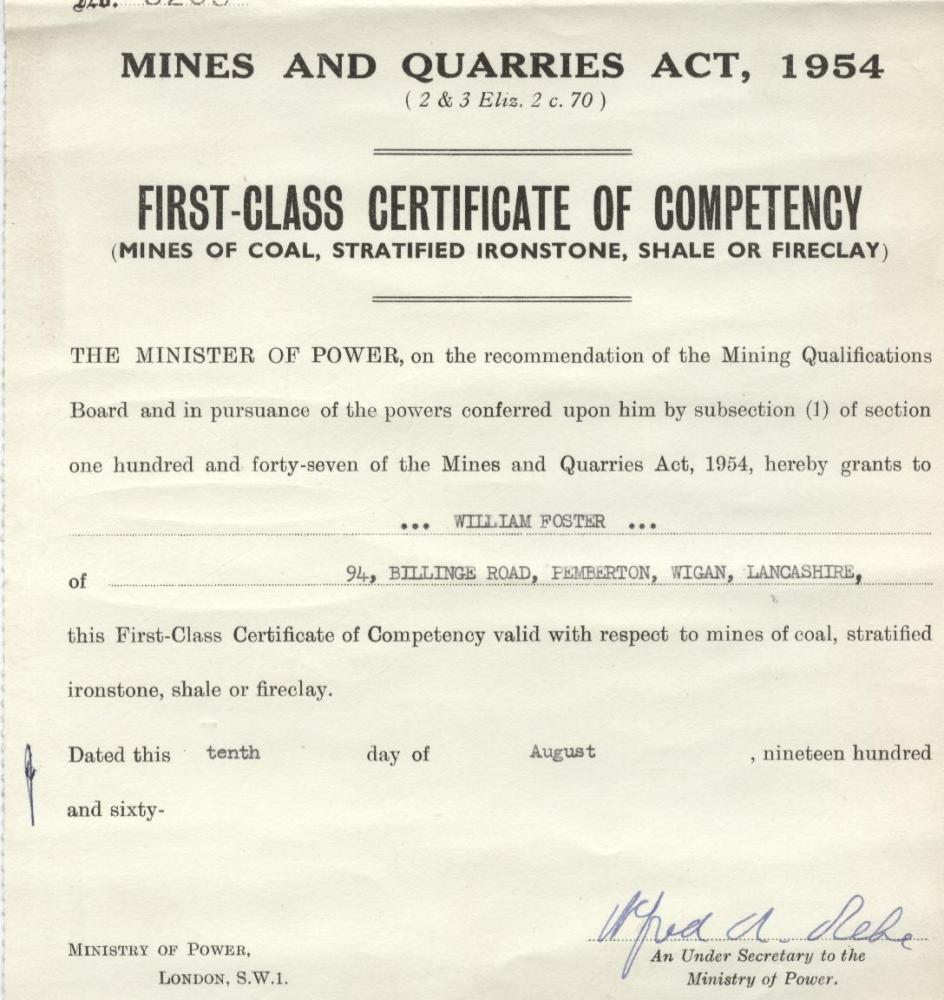 No.
MINES AND QUARRIES ACT, 1954
( 2 & 3 Eliz. 2 c. 70 )
FIRST-CLASS CERTIFICATE OF COMPETENCY
(MINES OF COAL, STRATIFIED IRONSTONE, SHALE OR FIRECLAY)
THE MINISTER OF POWER, on the recommendation of the Mining Qualifications
Board and in pursuance of the powers conferred upon him by subsection (1) of section
one hundred and forty-seven of the Mines and Quarries Act, 1954, hereby grants to
... WILLIAM FOSTER ...
of 94, BILLINGE ROAD, PEMBERTON, WIGAN, LANCASHIRE,
this First-Class Certificate of Competency valid with respect to mines of coal, stratified
ironstone, shale or fireclay.
Dated this tenth day of August , nineteen hundred
and sixty-
An Under Secretary to the
Ministry of Power.
MINISTRY OF POWER,
LONDON, S.W.1.